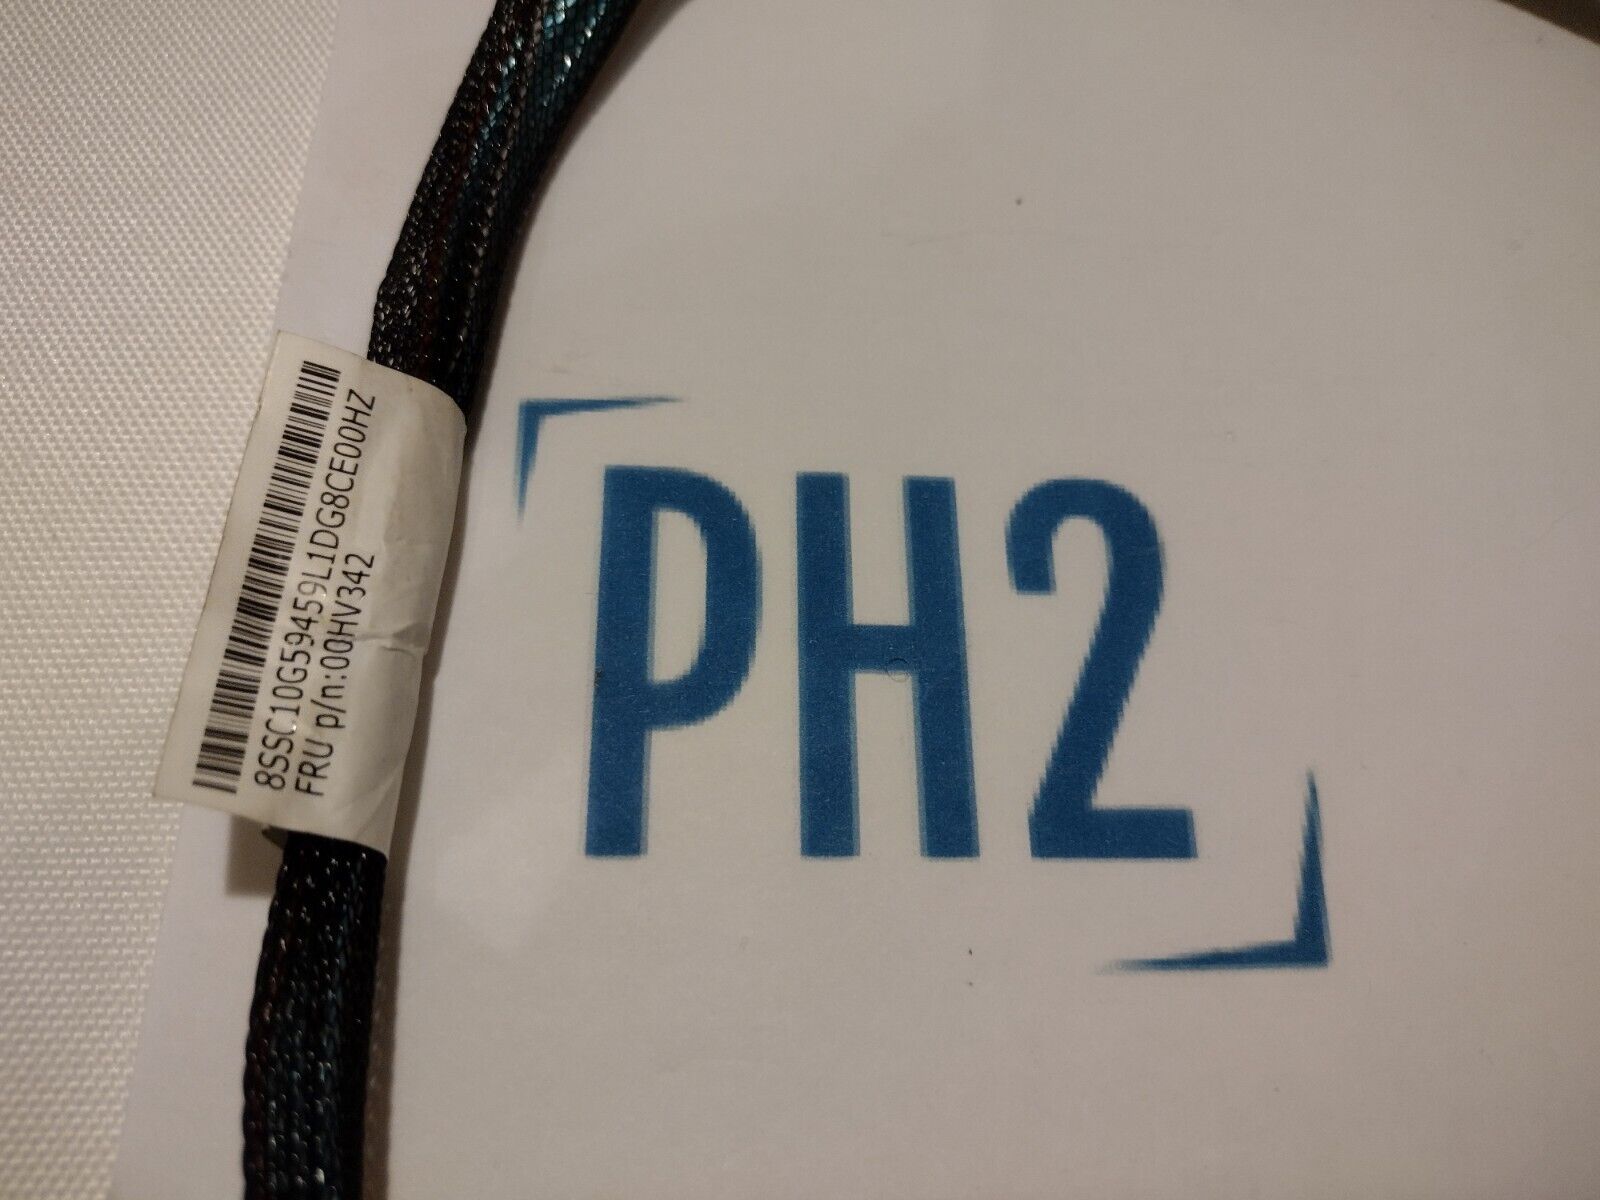 8SSC10G59459L1DG8CE00HZ
FRU p/n:00HV342
PH2